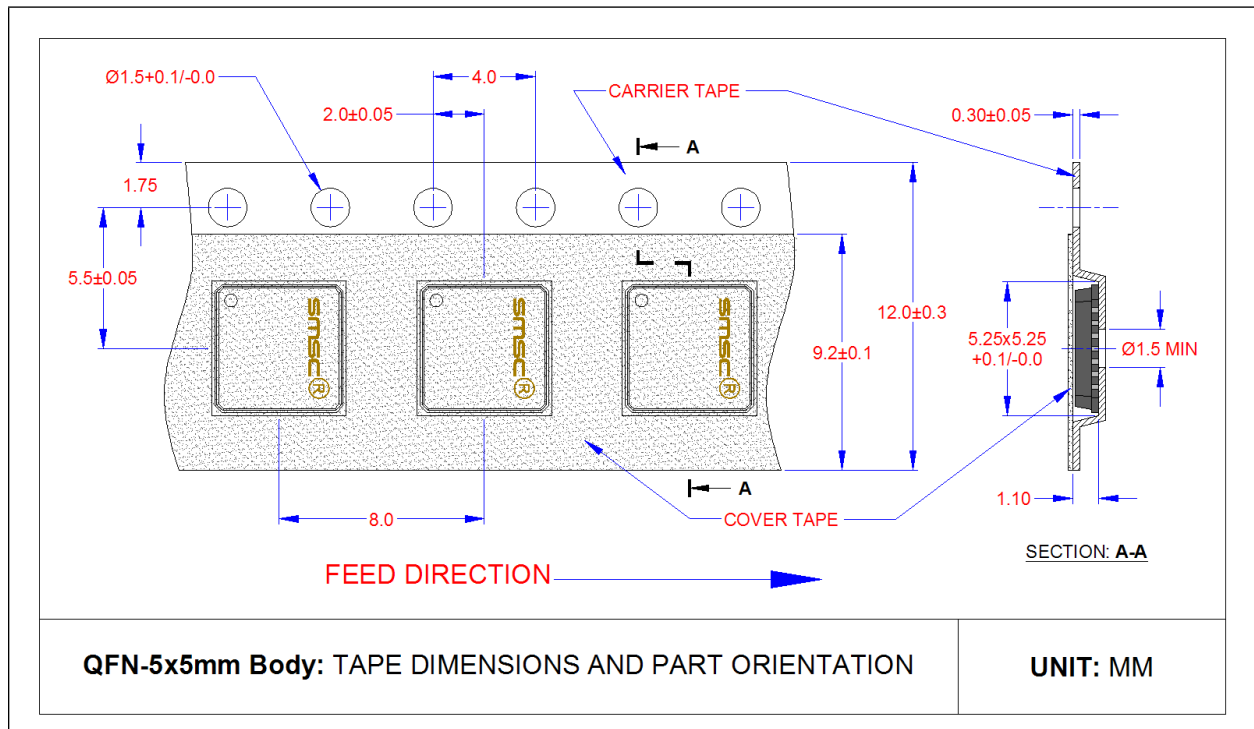 Ø1.5+0.1/-0.0
4.0
CARRIER TAPE
0.30±0.05
2.0±0.05
A
1.75
5.5±0.05
12.0±0.3
9.2±0.1
5.25x5.25
+0.1/-0.0
Ø1.5 MIN
smsc®
smsc®
smsc®
A
1.10
8.0
COVER TAPE
SECTION: A-A
FEED DIRECTION
QFN-5x5mm Body: TAPE DIMENSIONS AND PART ORIENTATION
UNIT: MM